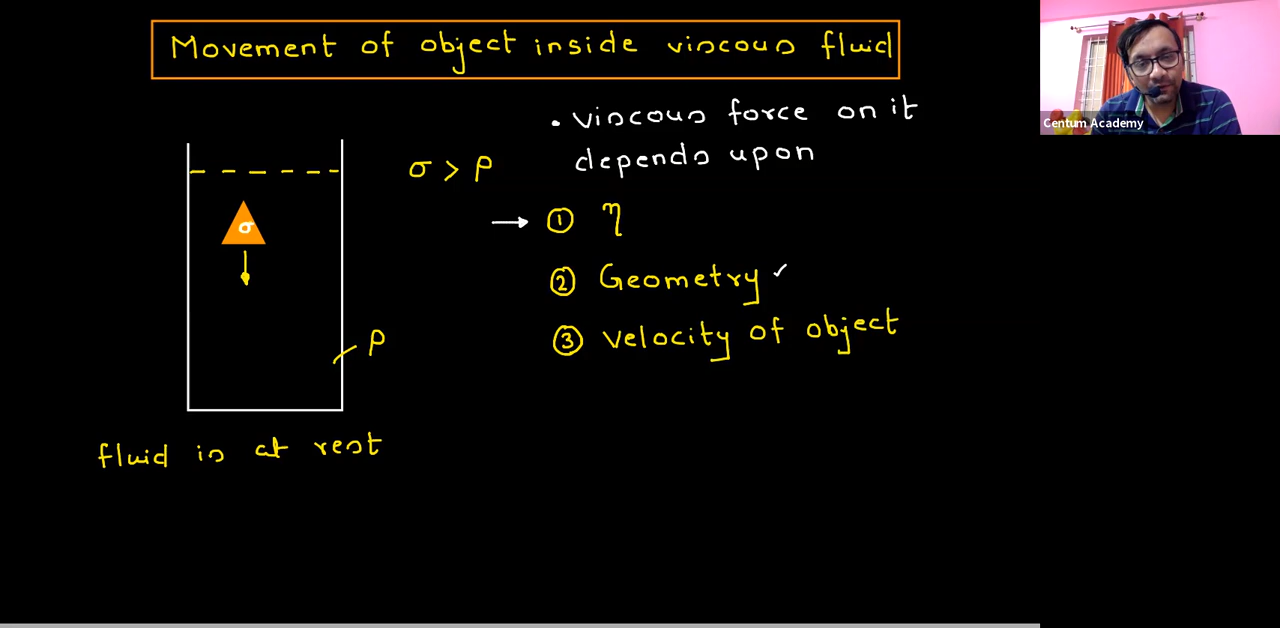 Movement of object inside viscous fluid
Centum Academy
• viscous force on it
depends upon
σ > ρ
σ
→ ① η
② Geometry ✓
③ velocity of object
ρ
fluid is at rest